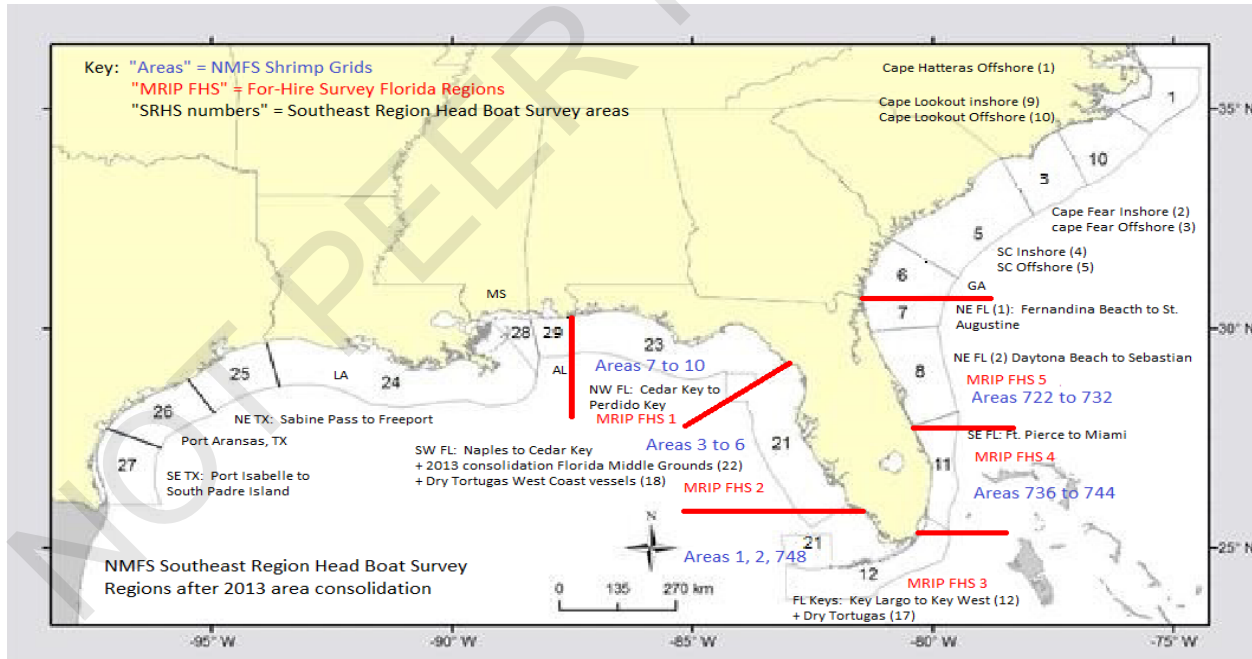 NOT PEER
Key: "Areas" = NMFS Shrimp Grids
"MRIP FHS" = For-Hire Survey Florida Regions
"SRHS numbers" = Southeast Region Head Boat Survey areas
Cape Hatteras Offshore (1)
1
35° N
Cape Lookout inshore (9)
Cape Lookout Offshore (10)
10
3
Cape Fear Inshore (2)
cape Fear Offshore (3)
5
SC Inshore (4)
SC Offshore (5)
6
GA
MS
7
NE FL (1): Fernandina Beacth to St.
Augustine
28
29
23
30° N
AL
Areas 7 to 10
NE FL (2) Daytona Beach to Sebastian
8
MRIP FHS 5
Areas 722 to 732
25
LA
24
NW FL: Cedar Key to
Perdido Key
MRIP FHS 1
26
NE TX: Sabine Pass to Freeport
SE FL: Ft. Pierce to Miami
Port Aransas, TX
Areas 3 to 6
21
27
SE TX: Port Isabelle to
South Padre Island
SW FL: Naples to Cedar Key
+ 2013 consolidation Florida Middle Grounds (22)
+ Dry Tortugas West Coast vessels (18)
11
MRIP FHS 4
Areas 736 to 744
MRIP FHS 2
N
21
Areas 1, 2, 748
25° N
NMFS Southeast Region Head Boat Survey
Regions after 2013 area consolidation
0 135 270 km
12
MRIP FHS 3
FL Keys: Key Largo to Key West (12)
+ Dry Tortugas (17)
-95° W
-90° W
-85° W
-80° W
-75° W